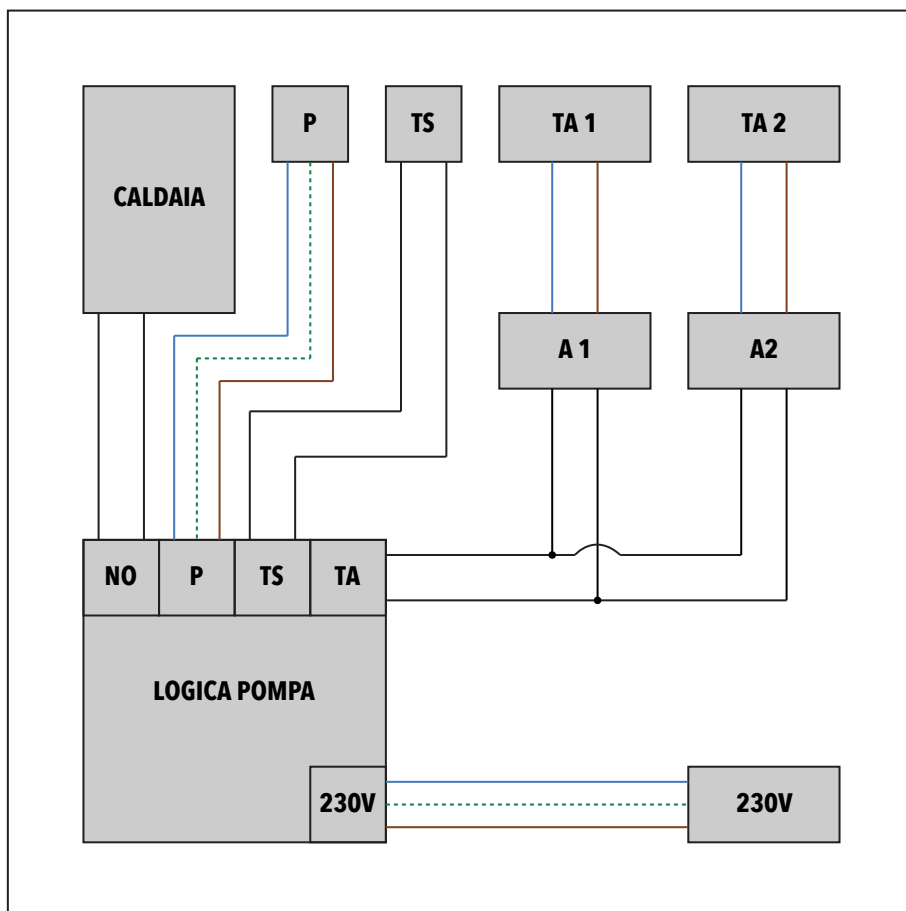 CALDAIA
P
TS
TA 1
TA 2
A 1
A2
NO
P
TS
TA
LOGICA POMPA
230V
230V